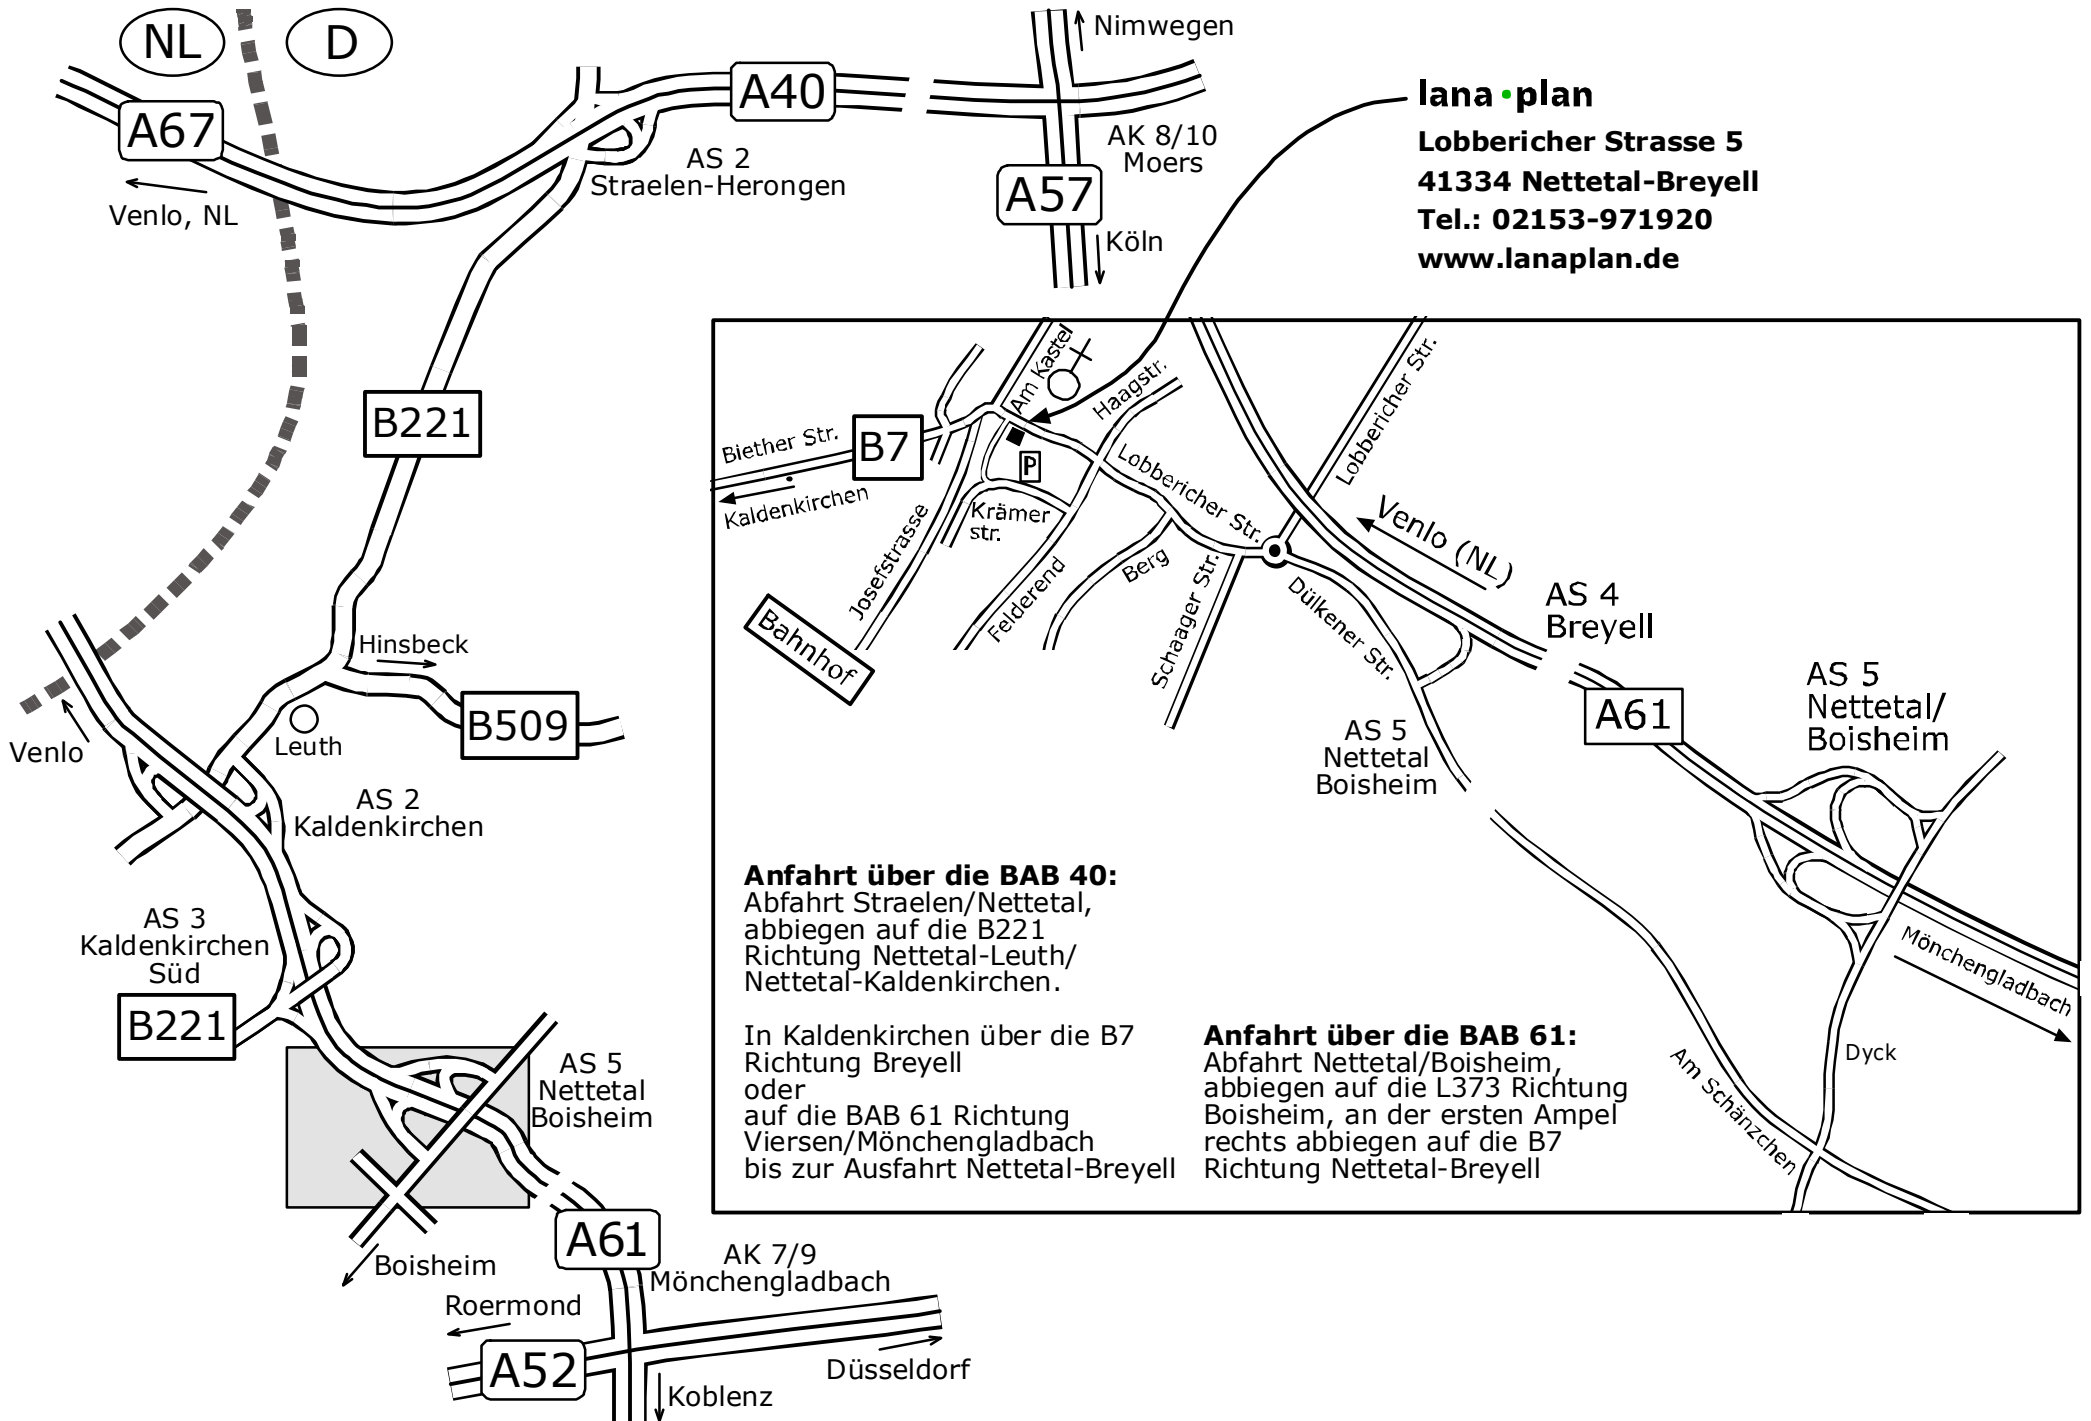 NL
D
Nimwegen
A67
A40
AS 2
Straelen-Herongen
AK 8/10
Moers
A57
Venlo, NL
Köln
lana•plan
Lobbericher Strasse 5
41334 Nettetal-Breyell
Tel.: 02153-971920
www.lanaplan.de
B221
Hinsbeck
B509
Leuth
Venlo
AS 2
Kaldenkirchen
AS 3
Kaldenkirchen
Süd
B221
AS 5
Nettetal
Boisheim
Boisheim
A61
AK 7/9
Mönchengladbach
Roermond
A52
Düsseldorf
Koblenz
Am Kastel
Haagstr.
Lobbericher Str.
Biether Str.
B7
Kaldenkirchen
P
Krämer
str.
Lobbericher Str.
Josefstrasse
Felderend
Berg
Schaager Str.
Dülkener Str.
Bahnhof
Venlo (NL)
AS 4
Breyell
A61
AS 5
Nettetal/
Boisheim
AS 5
Nettetal
Boisheim
Mönchengladbach
Dyck
Am Schänzchen
Anfahrt über die BAB 40:
Abfahrt Straelen/Nettetal,
abbiegen auf die B221
Richtung Nettetal-Leuth/
Nettetal-Kaldenkirchen.
In Kaldenkirchen über die B7
Richtung Breyell
oder
auf die BAB 61 Richtung
Viersen/Mönchengladbach
bis zur Ausfahrt Nettetal-Breyell
Anfahrt über die BAB 61:
Abfahrt Nettetal/Boisheim,
abbiegen auf die L373 Richtung
Boisheim, an der ersten Ampel
rechts abbiegen auf die B7
Richtung Nettetal-Breyell